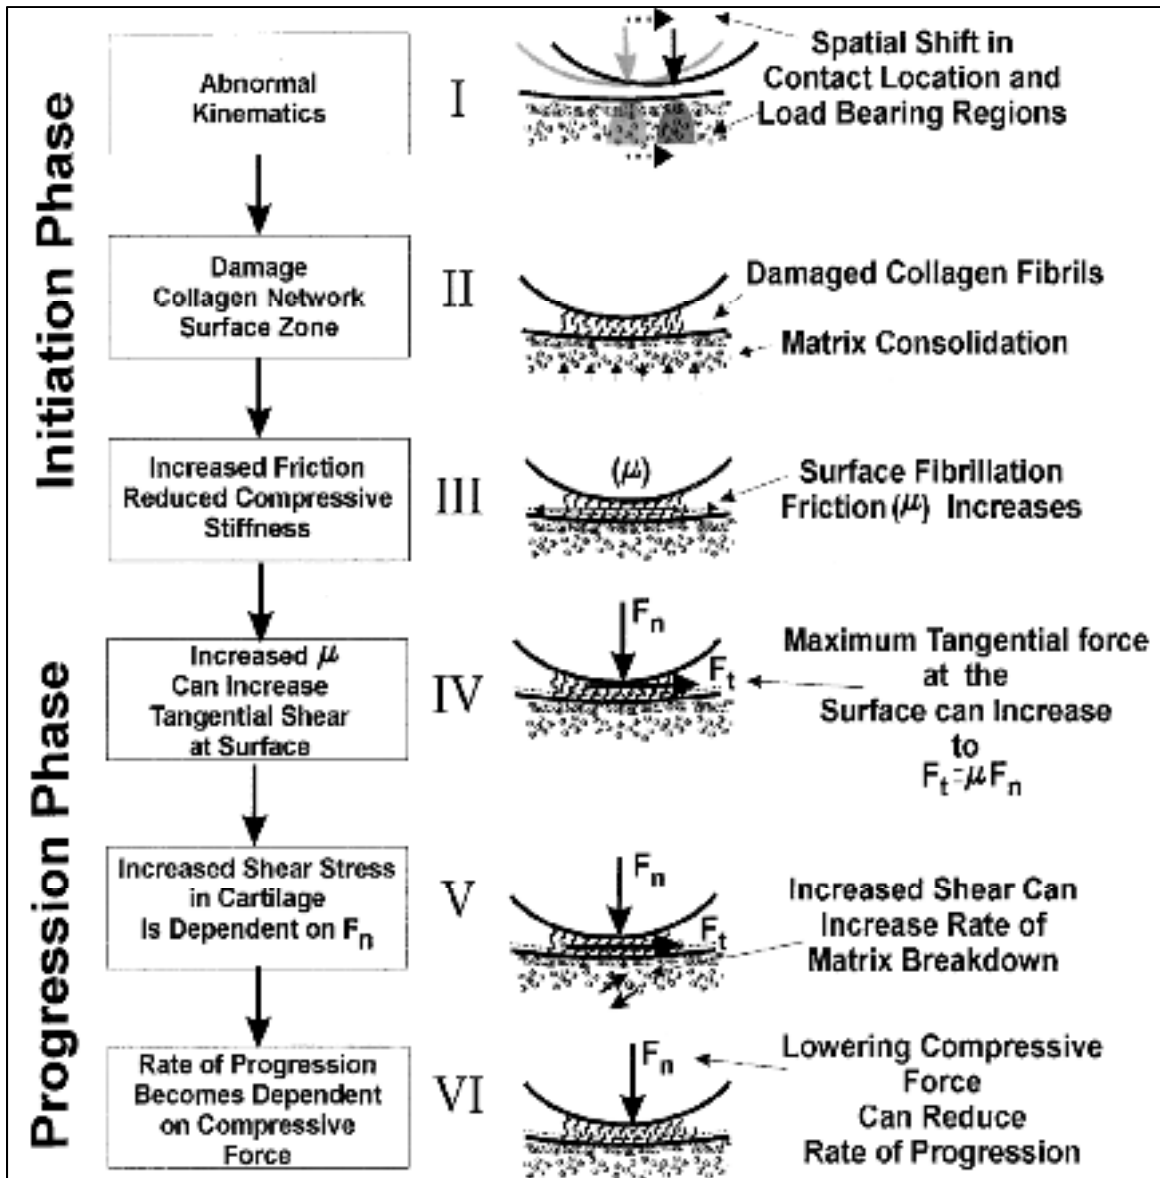 Initiation Phase
Abnormal
Kinematics
I
Spatial Shift in
Contact Location and
Load Bearing Regions
Damage
Collagen Network
Surface Zone
II
Damaged Collagen Fibrils
Matrix Consolidation
Increased Friction
Reduced Compressive
Stiffness
III
(μ)
Surface Fibrillation
Friction (μ) Increases
Progression Phase
Increased μ
Can Increase
Tangential Shear
at Surface
IV
Fn
Ft
Maximum Tangential force
at the
Surface can Increase
to
Ft=μFn
Increased Shear Stress
in Cartilage
Is Dependent on Fn
V
Fn
Ft
Increased Shear Can
Increase Rate of
Matrix Breakdown
Rate of Progression
Becomes Dependent
on Compressive
Force
VI
Fn
Lowering Compressive
Force
Can Reduce
Rate of Progression